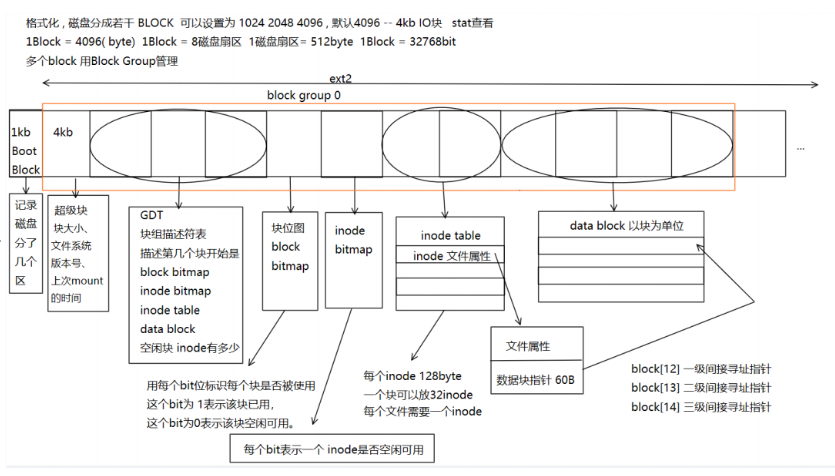 格式化 , 磁盘分成若干 BLOCK  可以设置为 1024 2048 4096 , 默认4096 -- 4kb IO块   stat查看
1Block = 4096( byte)  1Block = 8磁盘扇区  1磁盘扇区= 512byte  1Block = 32768bit
多个block 用Block Group管理
ext2
block group 0
1kb
Boot
Block
4kb
...
记录
磁盘
分了
几个
区
超级块
块大小、
文件系统
版本号、
上次mount
的时间
GDT
块组描述符表
描述第几个块开始是
block bitmap
inode bitmap
inode table
data block
空闲块 inode有多少
块位图
block
bitmap
inode
bitmap
inode table
inode 文件属性
data block 以块为单位
文件属性
数据块指针 60B
block[12] 一级间接寻址指针
block[13] 二级间接寻址指针
block[14] 三级间接寻址指针
用每个bit位标识每个块是否被使用
这个bit为 1表示该块已用，
这个bit为0表示该块空闲可用。
每个inode 128byte
一个块可以放32inode
每个文件需要一个inode
每个bit表示一个 inode是否空闲可用